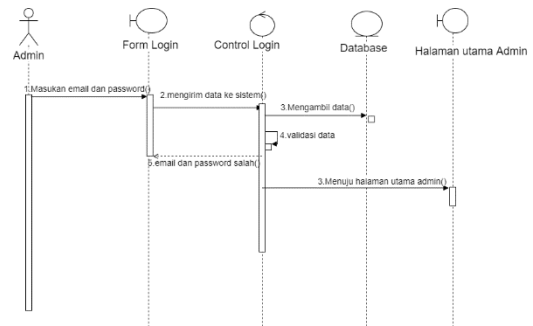 Admin
Form Login
Control Login
Database
Halaman utama Admin
1.Masukan email dan password()
2.mengirim data ke sistem()
3.Mengambil data()
4.validasi data
5.email dan password salah()
3.Menuju halaman utama admin()